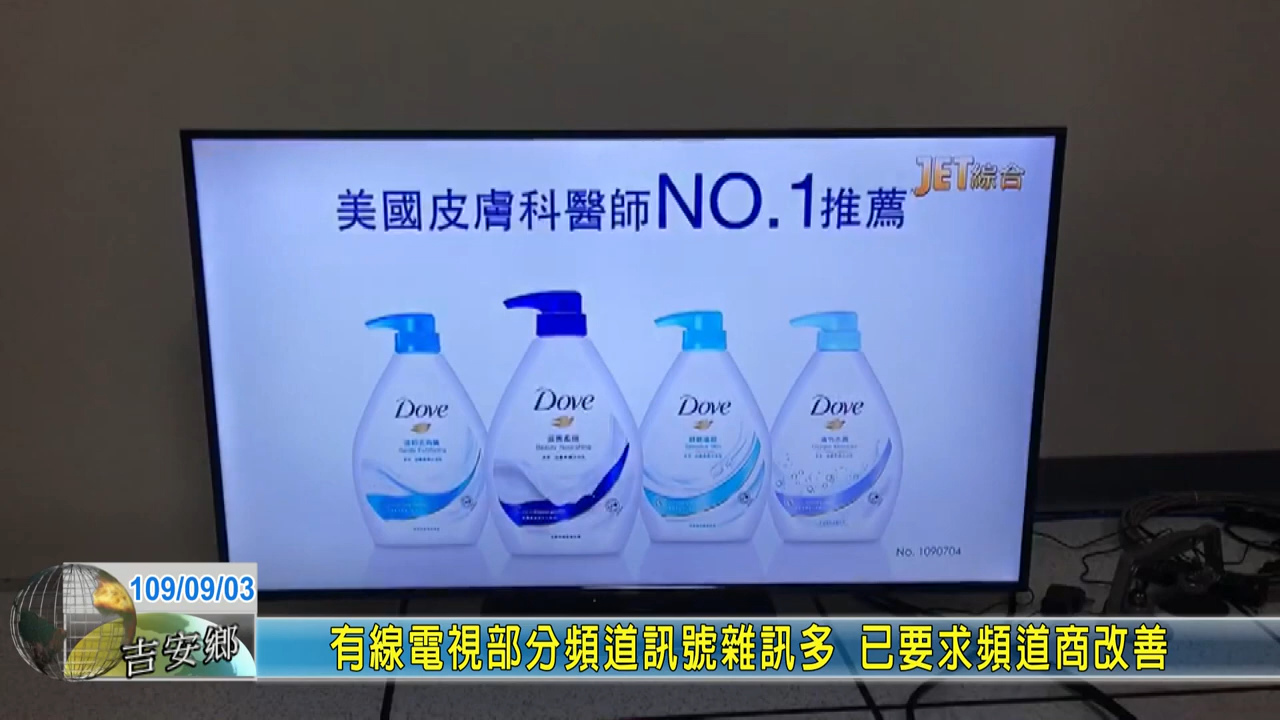 JET綜合
美國皮膚科醫師NO.1推薦
Dove
Dove
Beauty Nourishing
Dove
Dove
No. 1090704
109/09/03
吉安鄉
有線電視部分頻道訊號雜訊多 已要求頻道商改善